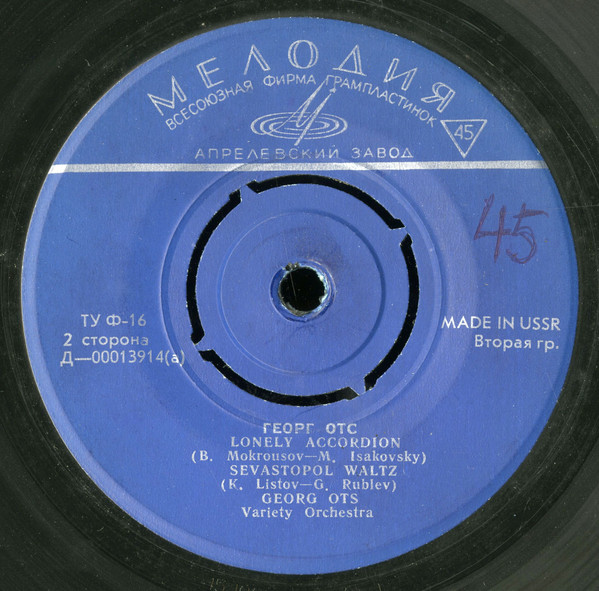 МЕЛОДИЯ
ВСЕСОЮЗНАЯ ФИРМА ГРАМПЛАСТИНОК
45
АПРЕЛЕВСКИЙ ЗАВОД
45
ТУ Ф-16
2 сторона
Д—00013914(а)
MADE IN USSR
Вторая гр.
ГЕОРГ ОТС
LONELY ACCORDION
(B. Mokrousov—M. Isakovsky)
SEVASTOPOL WALTZ
(K. Listov—G. Rublev)
GEORG OTS
Variety Orchestra